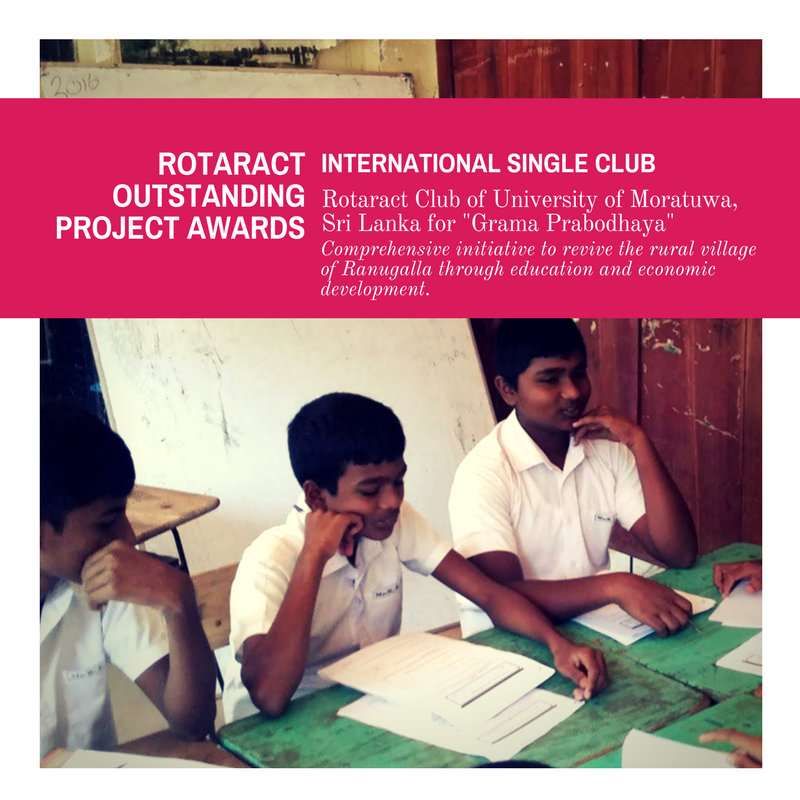 2016
ROTARACT
OUTSTANDING
PROJECT AWARDS
INTERNATIONAL SINGLE CLUB
Rotaract Club of University of Moratuwa,
Sri Lanka for "Grama Prabodhaya"
Comprehensive initiative to revive the rural village
of Ranugalla through education and economic
development.